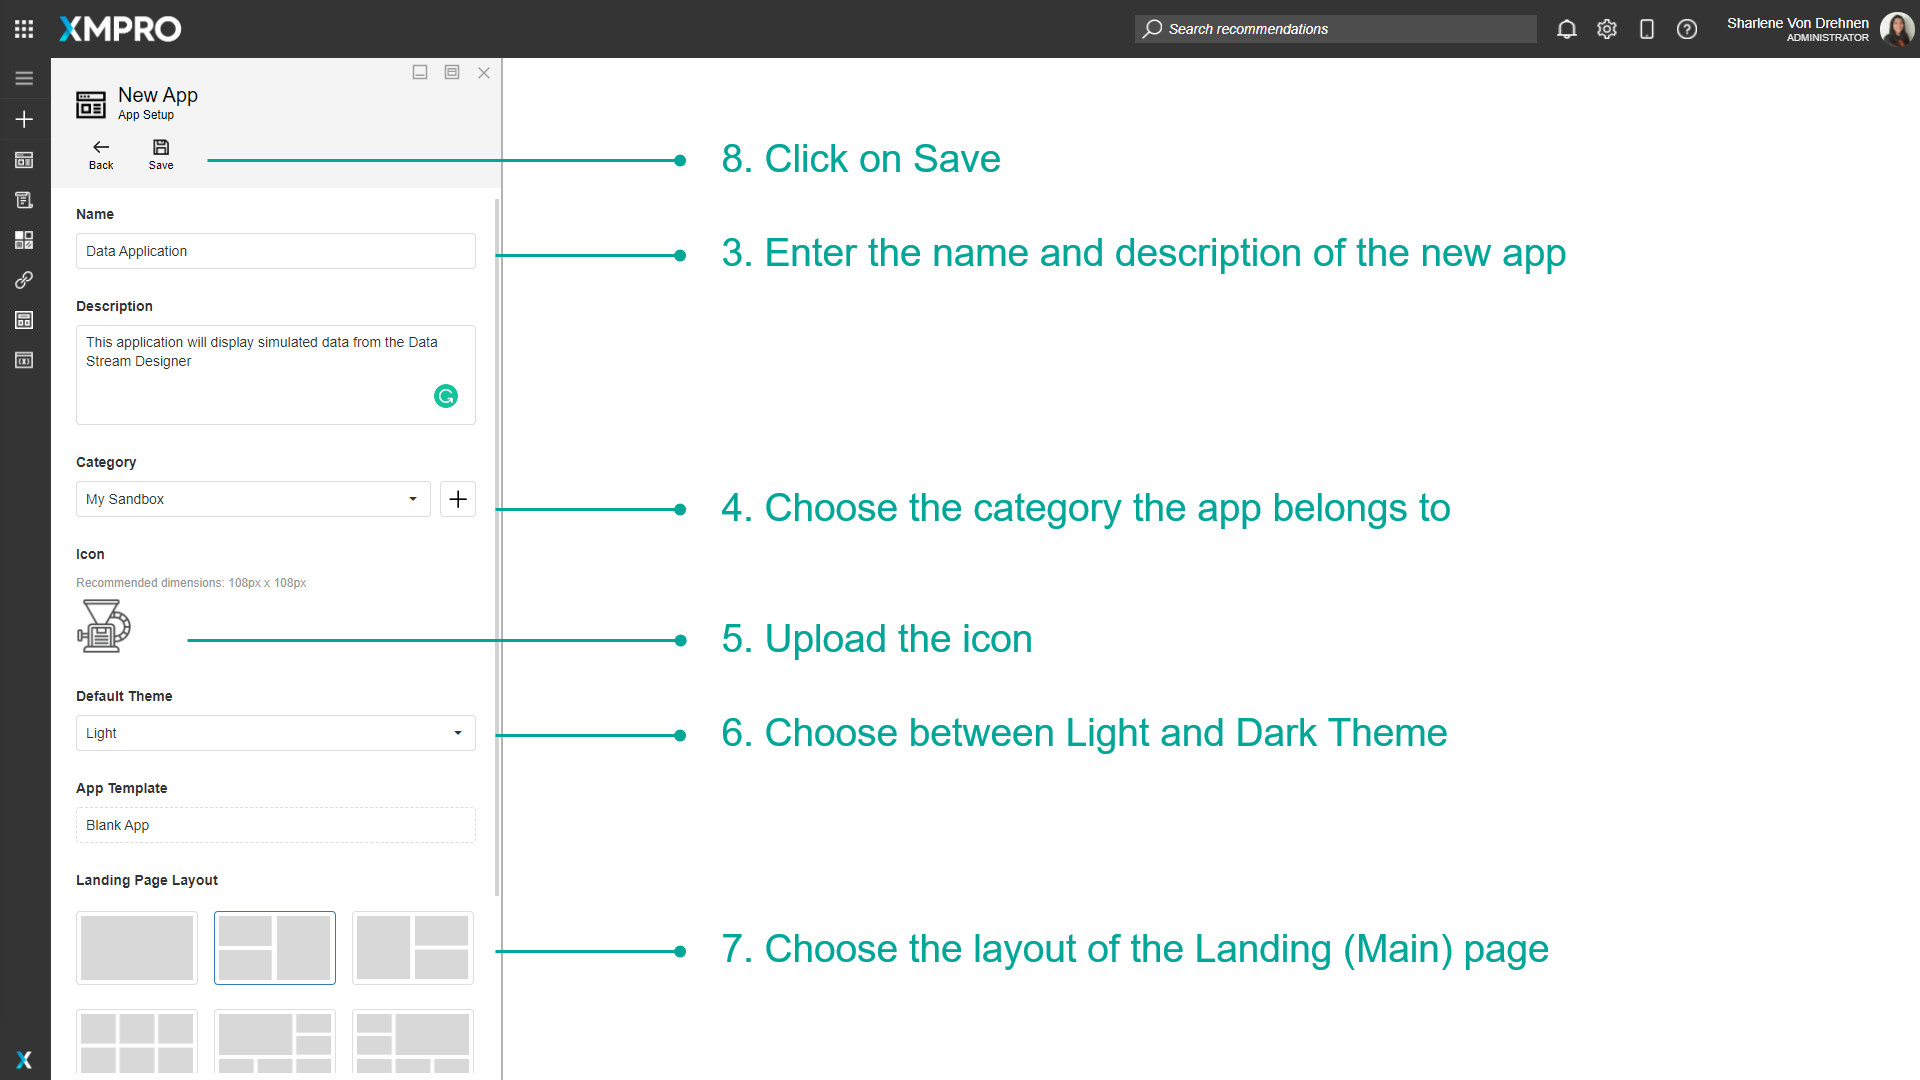 XMPRO
Search recommendations
Sharlene Von Drehnen
ADMINISTRATOR
New App
App Setup
Back
Save
8. Click on Save
Name
Data Application
3. Enter the name and description of the new app
Description
This application will display simulated data from the Data
Stream Designer
Category
My Sandbox
4. Choose the category the app belongs to
Icon
Recommended dimensions: 108px x 108px
5. Upload the icon
Default Theme
Light
6. Choose between Light and Dark Theme
App Template
Blank App
Landing Page Layout
7. Choose the layout of the Landing (Main) page